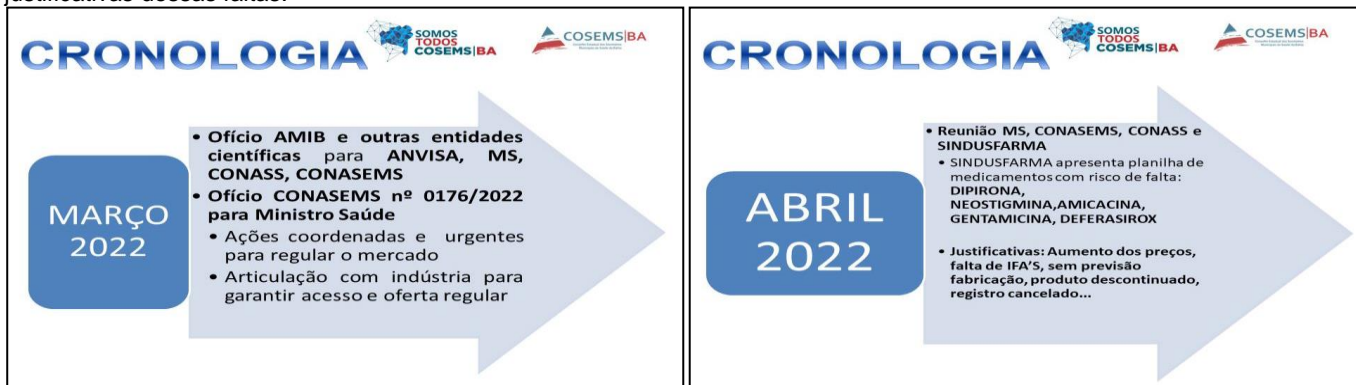 justificativas dessas faltas.
CRONOLOGIA
SOMOS
TODOS
COSEMS|BA
COSEMS|BA
MARÇO
2022
• Ofício AMIB e outras entidades
científicas para ANVISA, MS,
CONASS, CONASEMS
• Ofício CONASEMS nº 0176/2022
para Ministro Saúde
• Ações coordenadas e urgentes
para regular o mercado
• Articulação com indústria para
garantir acesso e oferta regular
CRONOLOGIA
SOMOS
TODOS
COSEMS|BA
COSEMS|BA
ABRIL
2022
• Reunião MS, CONASEMS, CONASS e
SINDUSFARMA
• SINDUSFARMA apresenta planilha de
medicamentos com risco de falta:
DIPIRONA,
NEOSTIGMINA,AMICACINA,
GENTAMICINA, DEFERASIROX
• Justificativas: Aumento dos preços,
falta de IFA'S, sem previsão
fabricação, produto descontinuado,
registro cancelado...